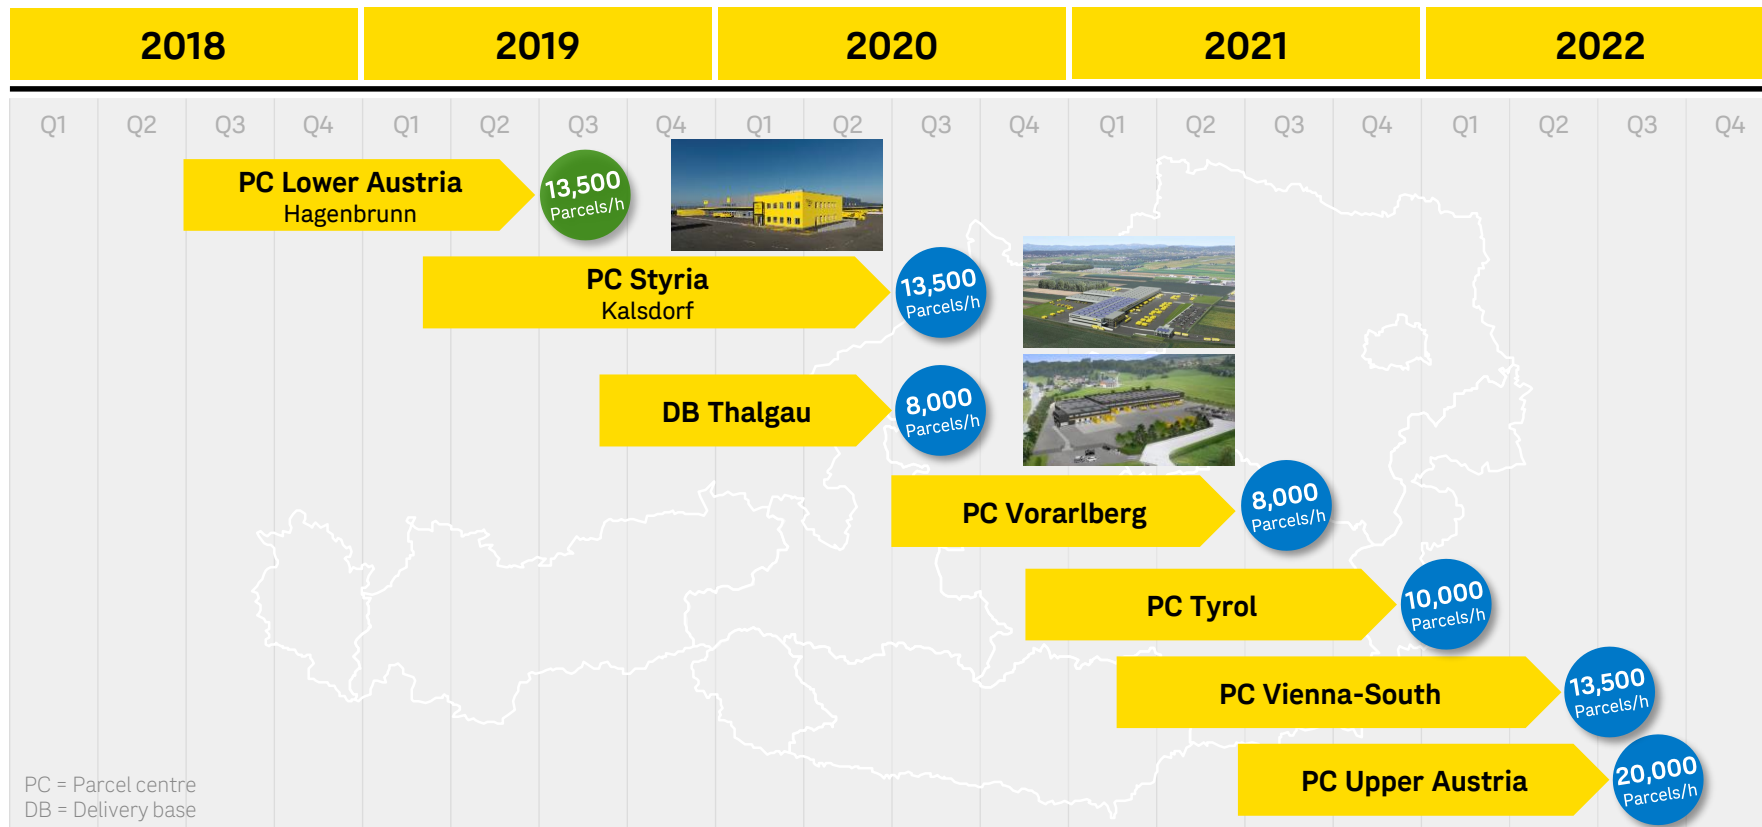 2018 2019 2020 2021 2022
Q1 Q2 Q3 Q4 Q1 Q2 Q3 Q4 Q1 Q2 Q3 Q4 Q1 Q2 Q3 Q4 Q1 Q2 Q3 Q4
PC Lower Austria
Hagenbrunn
13,500
Parcels/h
PC Styria
Kalsdorf
13,500
Parcels/h
DB Thalgau
8,000
Parcels/h
PC Vorarlberg
8,000
Parcels/h
PC Tyrol
10,000
Parcels/h
PC Vienna-South
13,500
Parcels/h
PC Upper Austria
20,000
Parcels/h
PC = Parcel centre
DB = Delivery base